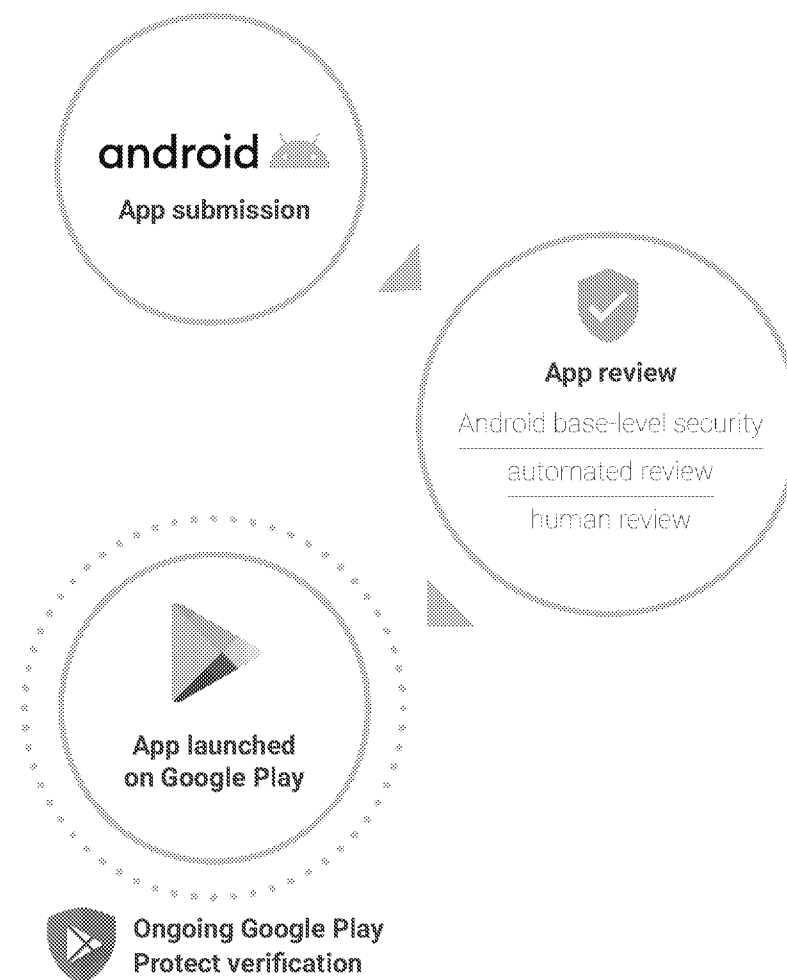 android
App submission
App review
Android base-level security
automated review
human review
App launched
on Google Play
Ongoing Google Play
Protect verification